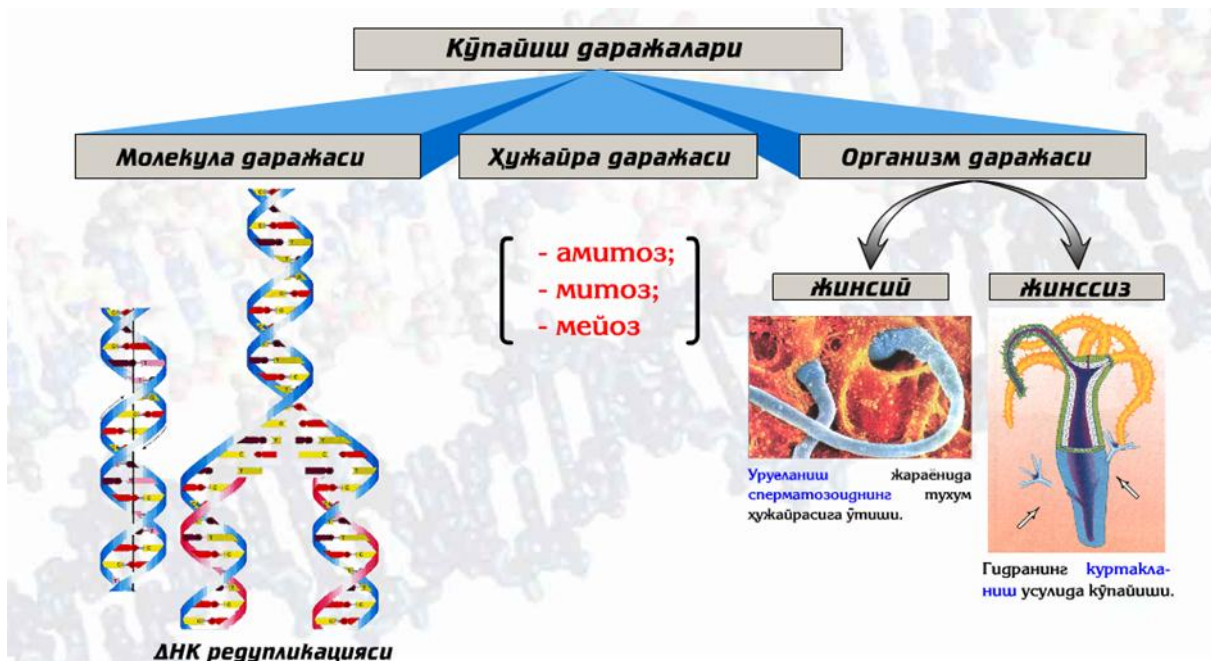 Кўпайиш даражалари
Молекула даражаси
Ҳужайра даражаси
Организм даражаси
- амитоз;
- митоз;
- мейоз
жинсий
жинссиз
Уруғланиш жараёнида
сперматозоиднинг тухум
ҳужайрасига ўтиши.
Гидранинг куртакла-
ниш усулида кўпайиши.
ДНК редупликацияси